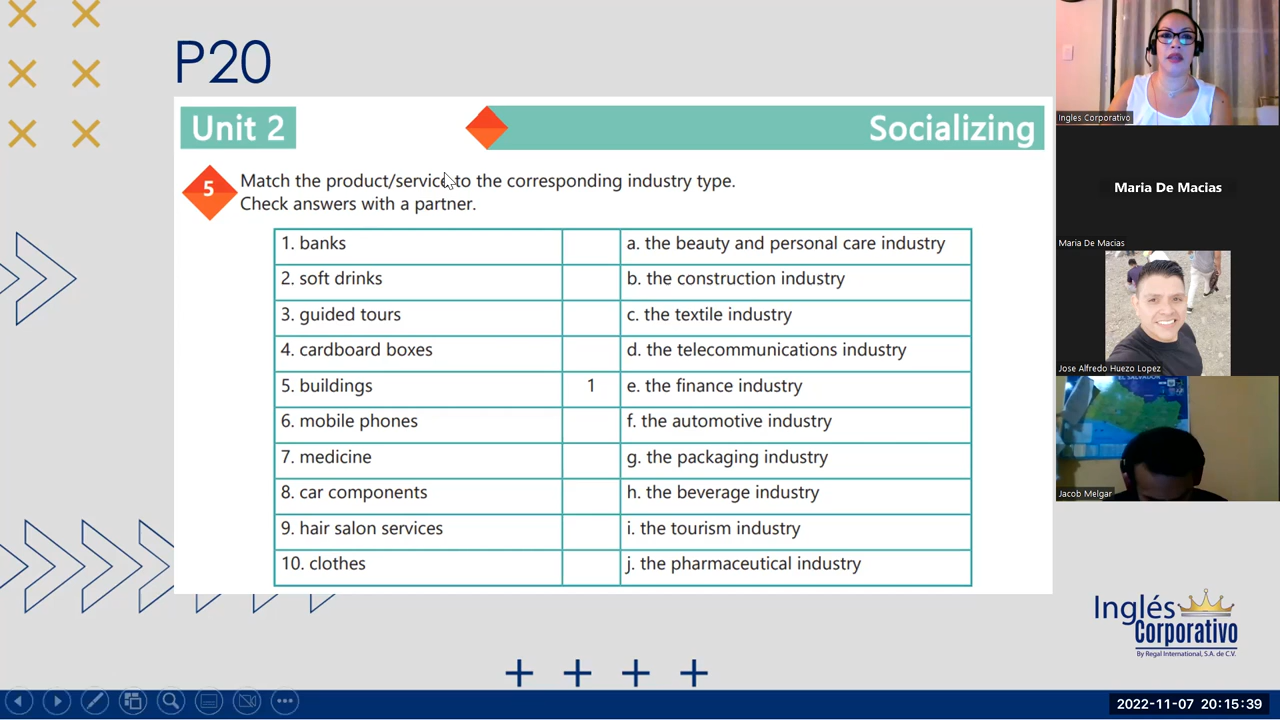 P20
Unit 2
Socializing
5
Match the product/service to the corresponding industry type.
Check answers with a partner.
1. banks
a. the beauty and personal care industry
2. soft drinks
b. the construction industry
3. guided tours
c. the textile industry
4. cardboard boxes
d. the telecommunications industry
5. buildings
1
e. the finance industry
6. mobile phones
f. the automotive industry
7. medicine
g. the packaging industry
8. car components
h. the beverage industry
9. hair salon services
i. the tourism industry
10. clothes
j. the pharmaceutical industry
Ingles Corporativo
Maria De Macias
Maria De Macias
Jose Alfredo Huezo Lopez
EL SALVADOR
Jacob Melgar
Inglés
Corporativo
By Regal International, S.A. de C.V.
2022-11-07 20:15:39